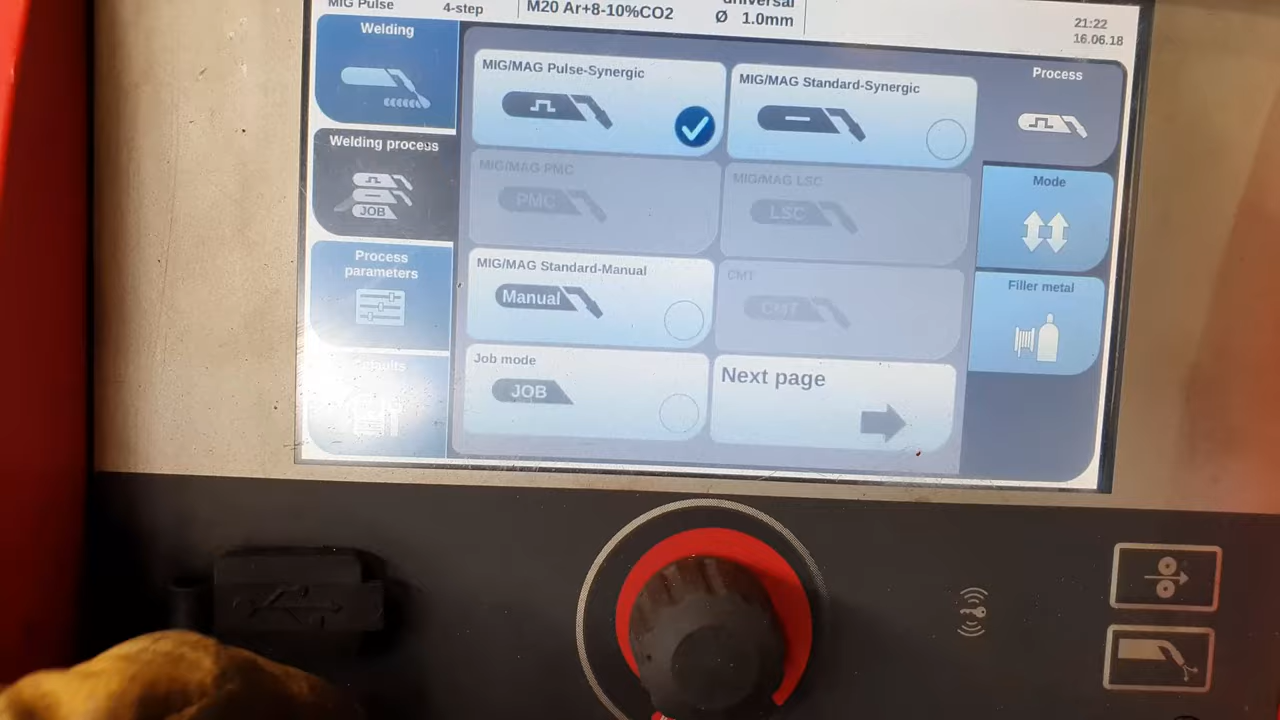 MIG Pulse
4-step
M20 Ar+8-10%CO2
universal
Ø 1.0mm
21:22
16.06.18
Welding
Welding process
JOB
Process
parameters
MIG/MAG Pulse-Synergic
MIG/MAG Standard-Synergic
MIG/MAG PMC
PMC
MIG/MAG LSC
LSC
MIG/MAG Standard-Manual
Manual
CMT
CMT
Job mode
JOB
Next page
Process
Mode
Filler metal